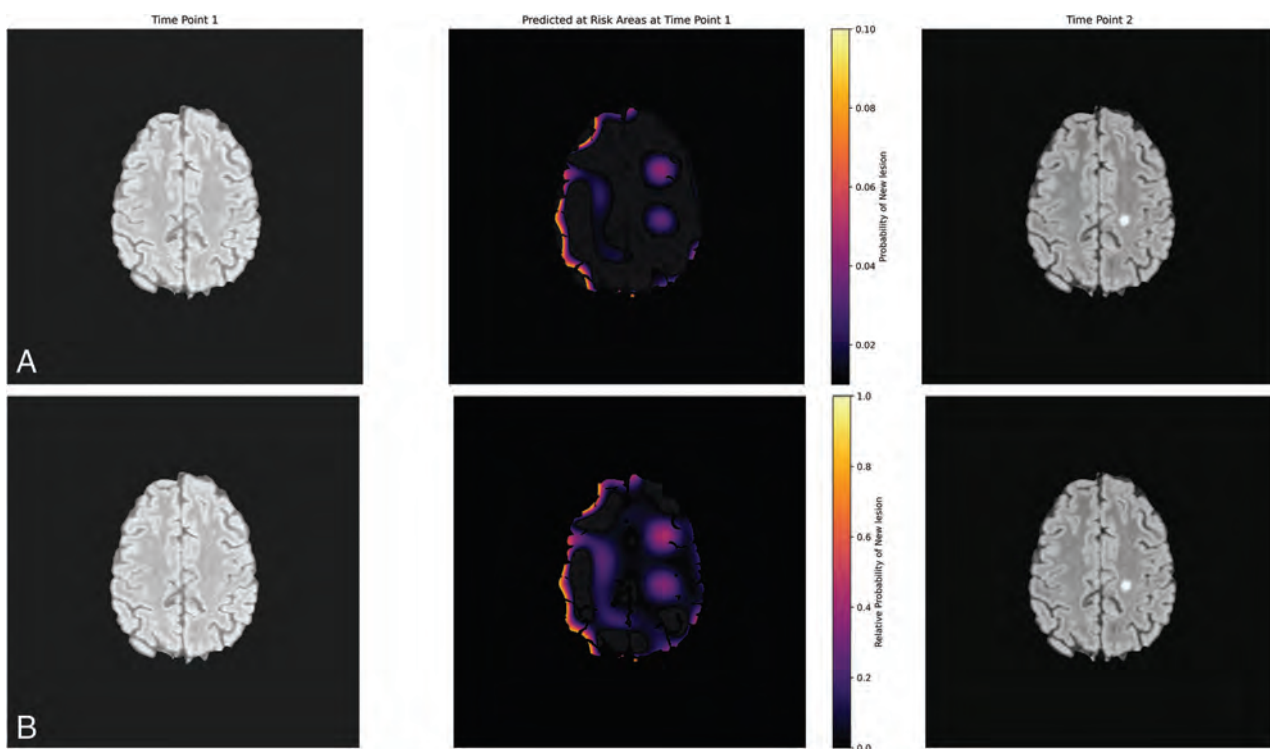 Time Point 1
Predicted at Risk Areas at Time Point 1
Time Point 2
0.10
0.08
0.06
0.04
0.02
Probability of New lesion
A
1.0
0.8
0.6
0.4
0.2
0.0
Relative Probability of New lesion
B